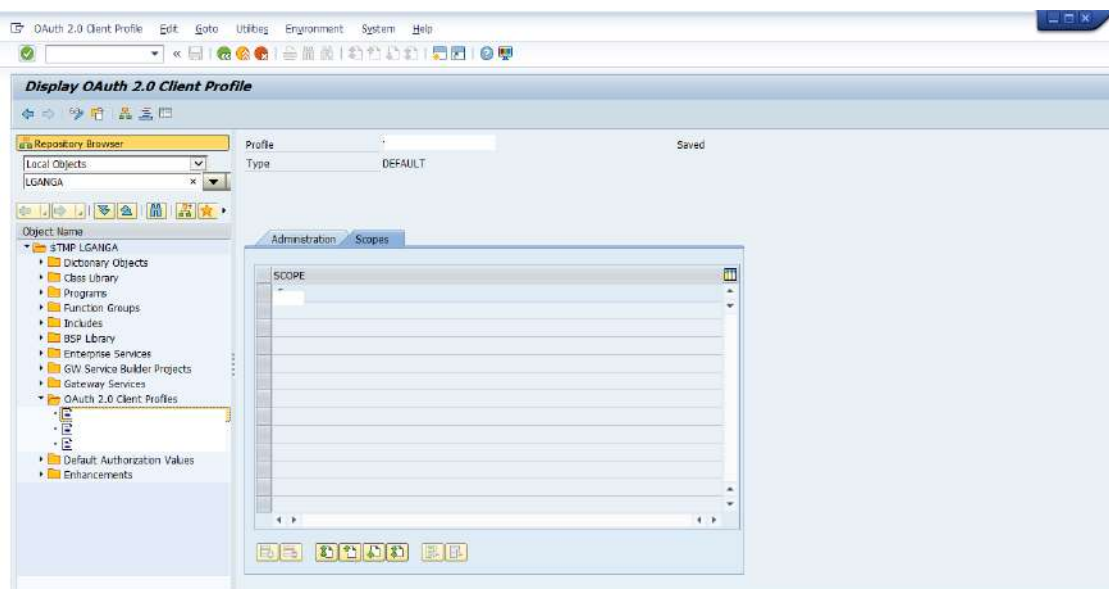 OAuth 2.0 Client Profile Edit Goto Utilities Environment System Help
Display OAuth 2.0 Client Profile
Repository Browser
Local Objects
LGANGA
Object Name
$TMP LGANGA
Dictionary Objects
Class Library
Programs
Function Groups
Includes
BSP Library
Enterprise Services
GW Service Builder Projects
Gateway Services
OAuth 2.0 Client Profiles
Default Authorization Values
Enhancements
Profile Saved
Type DEFAULT
Administration Scopes
SCOPE